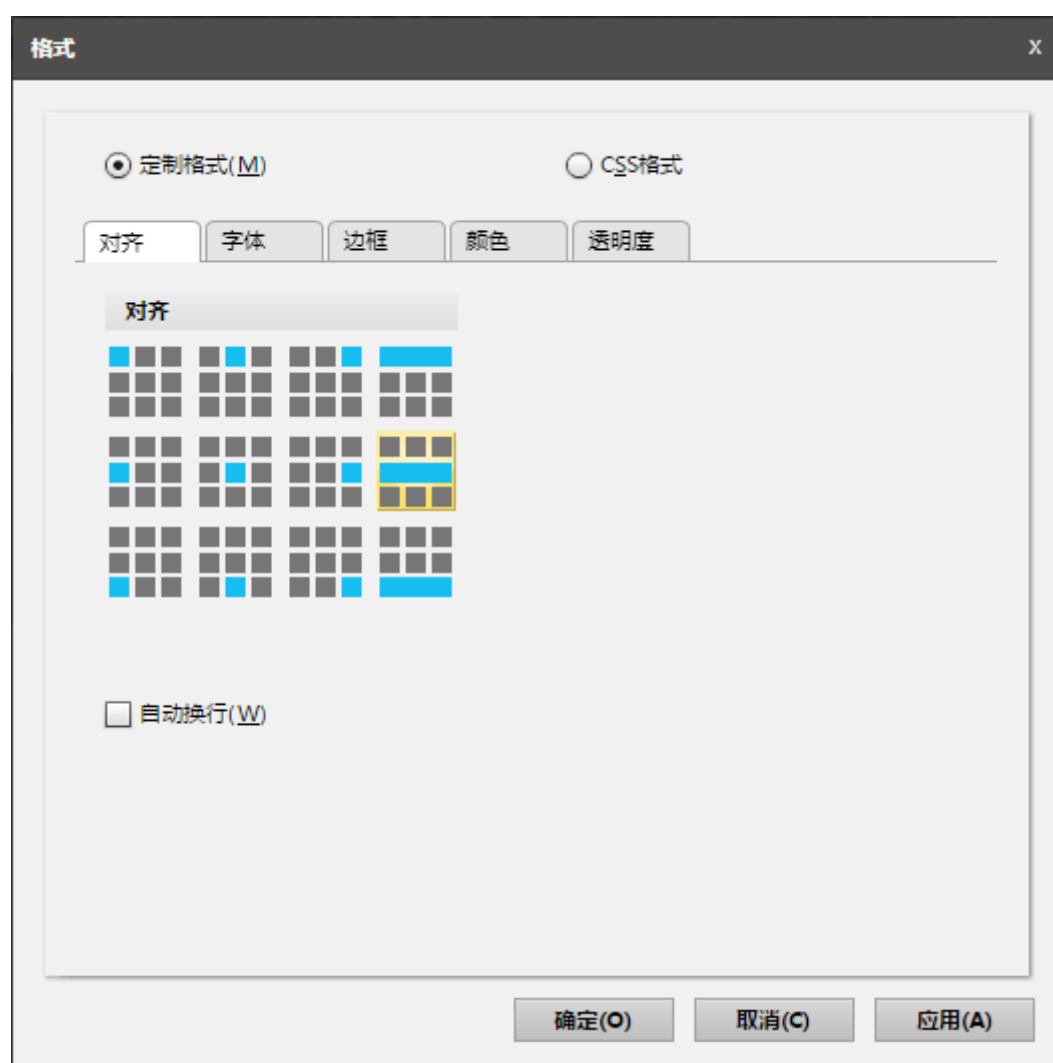 格式 X
定制格式(M) CSS格式
对齐 字体 边框 颜色 透明度
对齐
自动换行(W)
确定(O) 取消(C) 应用(A)